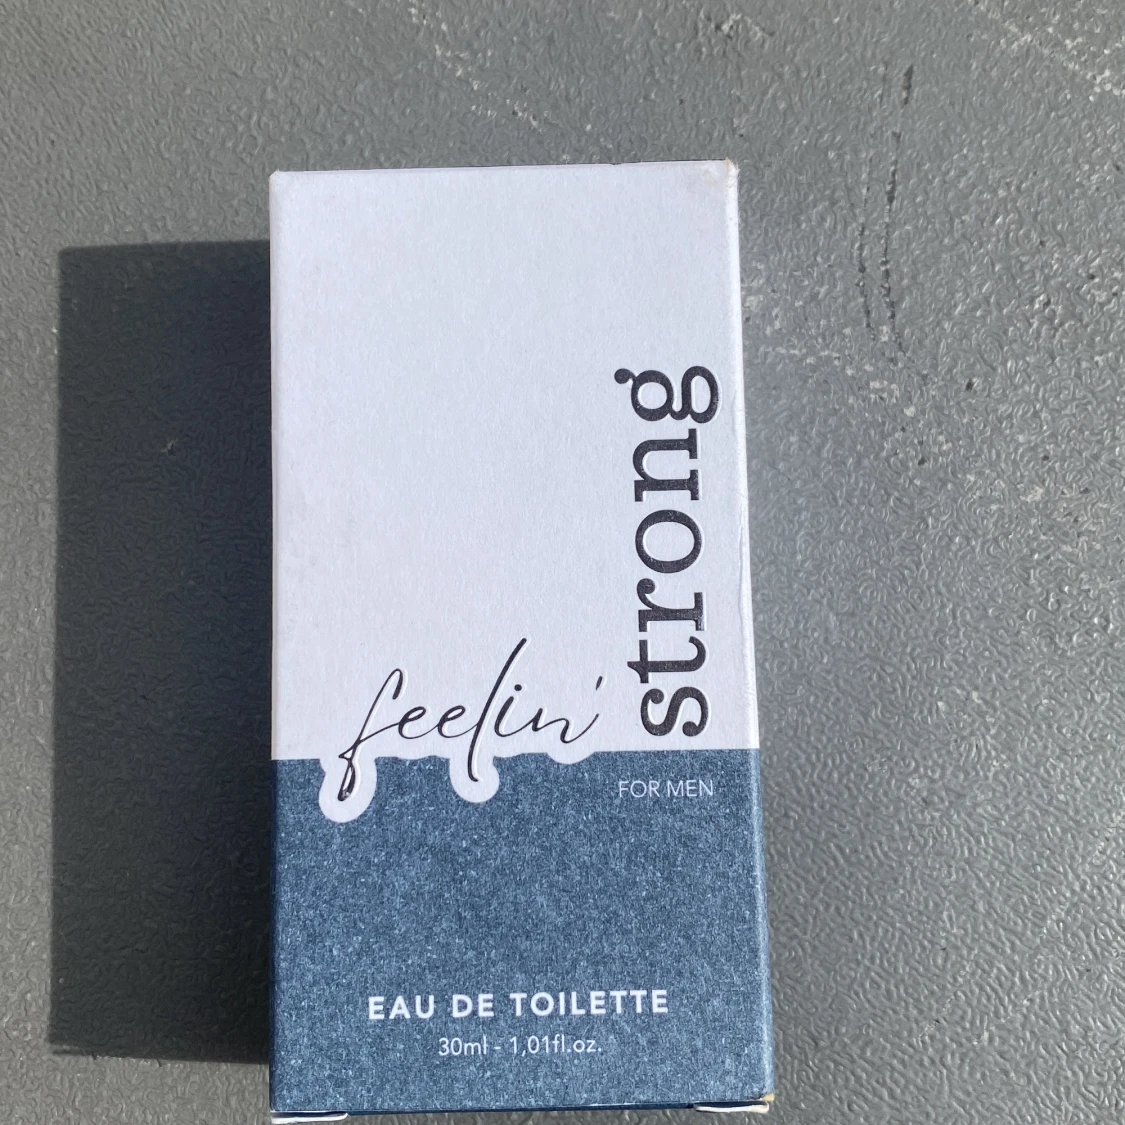 feelin'
strong
FOR MEN
EAU DE TOILETTE
30ml - 1,01fl.oz.